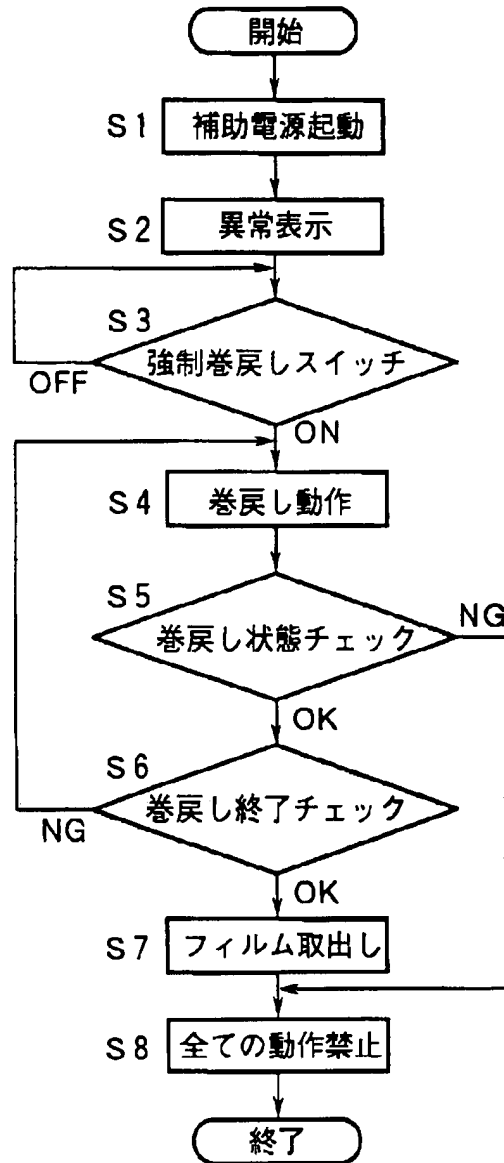 開始
S1 補助電源起動
S2 異常表示
S3
強制巻戻しスイッチ
OFF
ON
S4 巻戻し動作
S5
巻戻し状態チェック
NG
OK
S6
巻戻し終了チェック
NG
OK
S7 フィルム取出し
S8 全ての動作禁止
終了